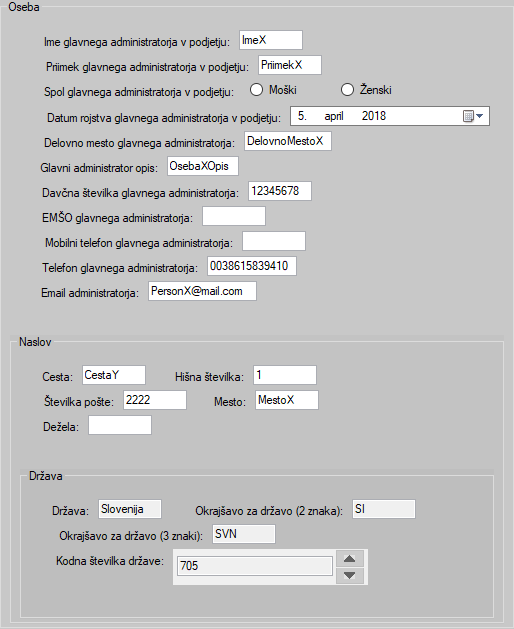 Oseba
Ime glavnega administratorja v podjetju: ImeX
Priimek glavnega administratorja v podjetju: PriimekX
Spol glavnega administratorja v podjetju: Moški Ženski
Datum rojstva glavnega administratorja v podjetju: 5. april 2018
Delovno mesto glavnega administratorja: DelovnoMestoX
Glavni administrator opis: OsebaXOpis
Davčna številka glavnega administratorja: 12345678
EMŠO glavnega administratorja:
Mobilni telefon glavnega administratorja:
Telefon glavnega administratorja: 0038615839410
Email administratorja: PersonX@mail.com
Naslov
Cesta: CestaY Hišna številka: 1
Številka pošte: 2222 Mesto: MestoX
Dežela:
Država
Država: Slovenija Okrajšavo za državo (2 znaka): SI
Okrajšavo za državo (3 znaki): SVN
Kodna številka države: 705